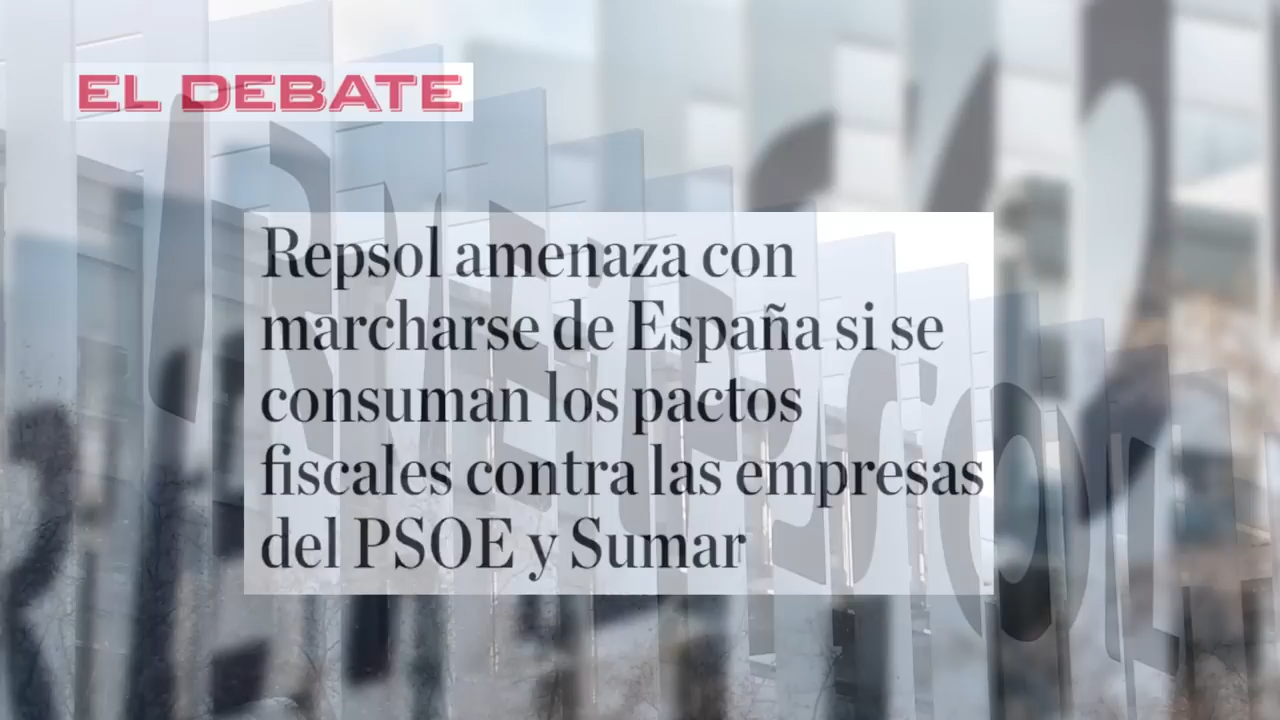 EL DEBATE
Repsol amenaza con
marcharse de España si se
consuman los pactos
fiscales contra las empresas
del PSOE y Sumar
REPSOL